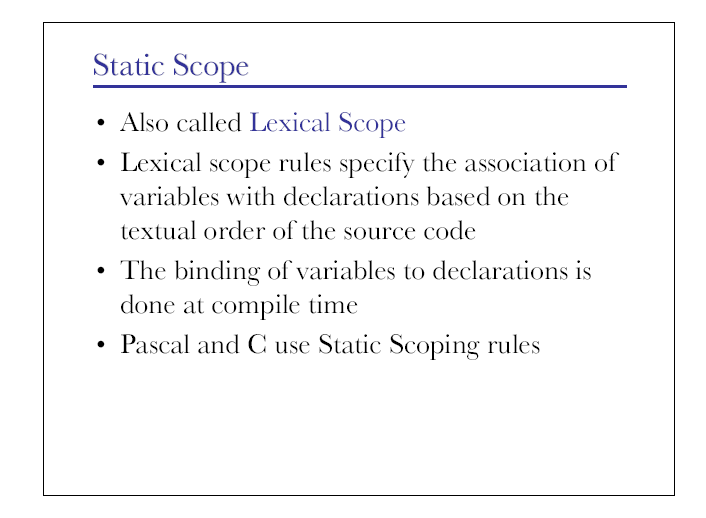 Static Scope
• Also called Lexical Scope
• Lexical scope rules specify the association of
variables with declarations based on the
textual order of the source code
• The binding of variables to declarations is
done at compile time
• Pascal and C use Static Scoping rules